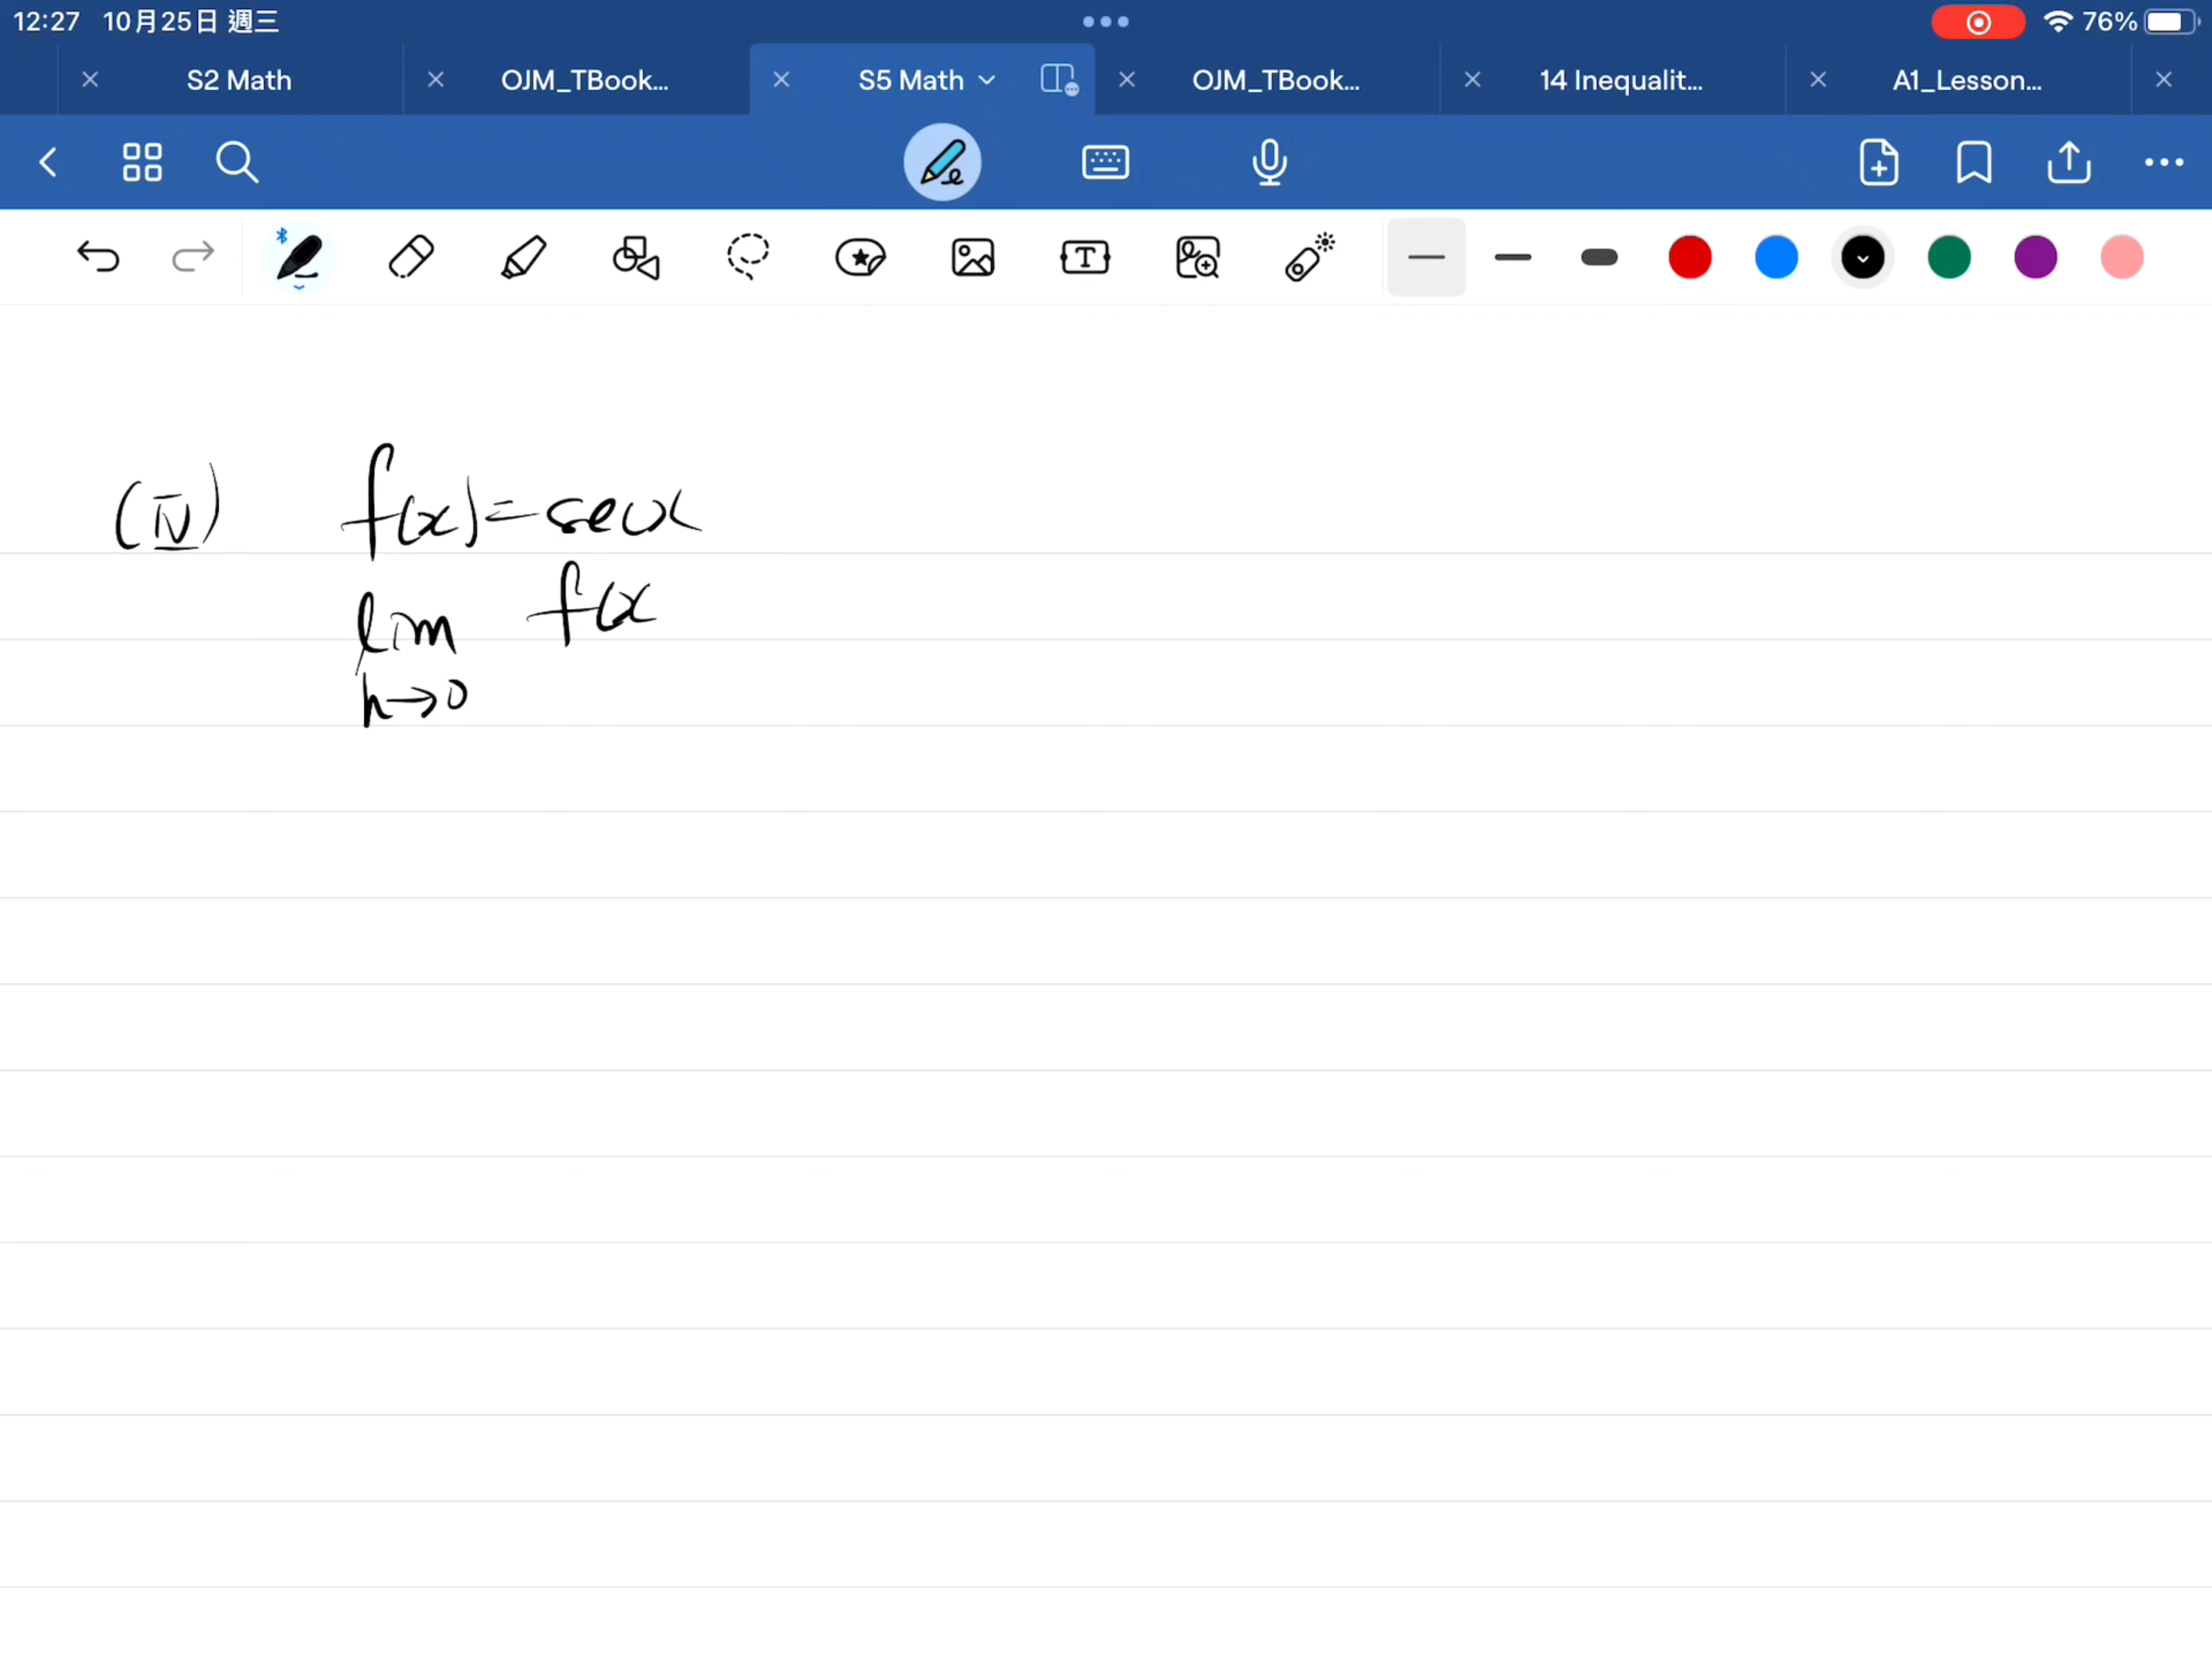 12:27 10月25日 週三 76%
S2 Math OJM_TBook... S5 Math OJM_TBook... 14 Inequalit... A1_Lesson...
(iv) f(x)=secx
lim f(x
h→0